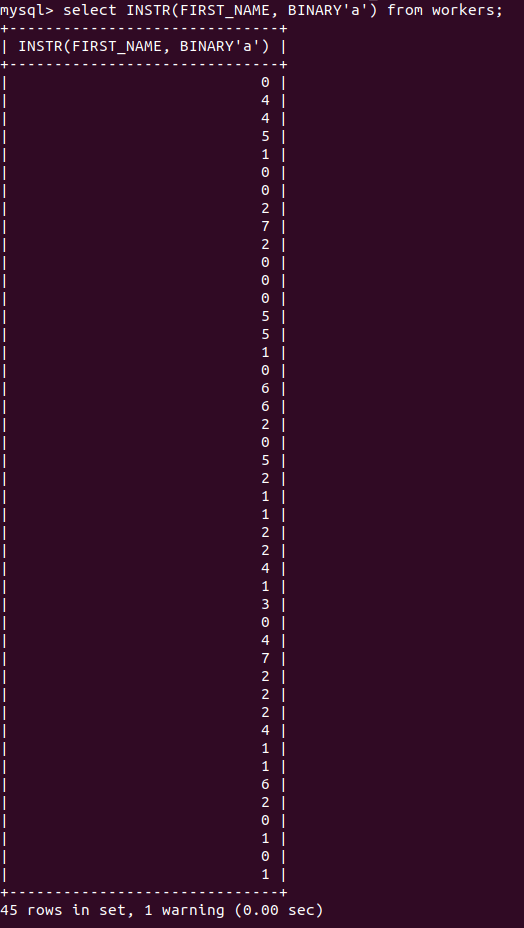 mysql> select INSTR(FIRST_NAME, BINARY'a') from workers;
+------------------------------+
| INSTR(FIRST_NAME, BINARY'a') |
+------------------------------+
|                            0 |
|                            4 |
|                            4 |
|                            5 |
|                            1 |
|                            0 |
|                            0 |
|                            2 |
|                            7 |
|                            2 |
|                            0 |
|                            0 |
|                            0 |
|                            5 |
|                            5 |
|                            1 |
|                            0 |
|                            6 |
|                            6 |
|                            2 |
|                            0 |
|                            5 |
|                            2 |
|                            1 |
|                            1 |
|                            2 |
|                            2 |
|                            4 |
|                            1 |
|                            3 |
|                            0 |
|                            4 |
|                            7 |
|                            2 |
|                            2 |
|                            2 |
|                            4 |
|                            1 |
|                            1 |
|                            6 |
|                            2 |
|                            0 |
|                            1 |
|                            0 |
|                            1 |
+------------------------------+
45 rows in set, 1 warning (0.00 sec)